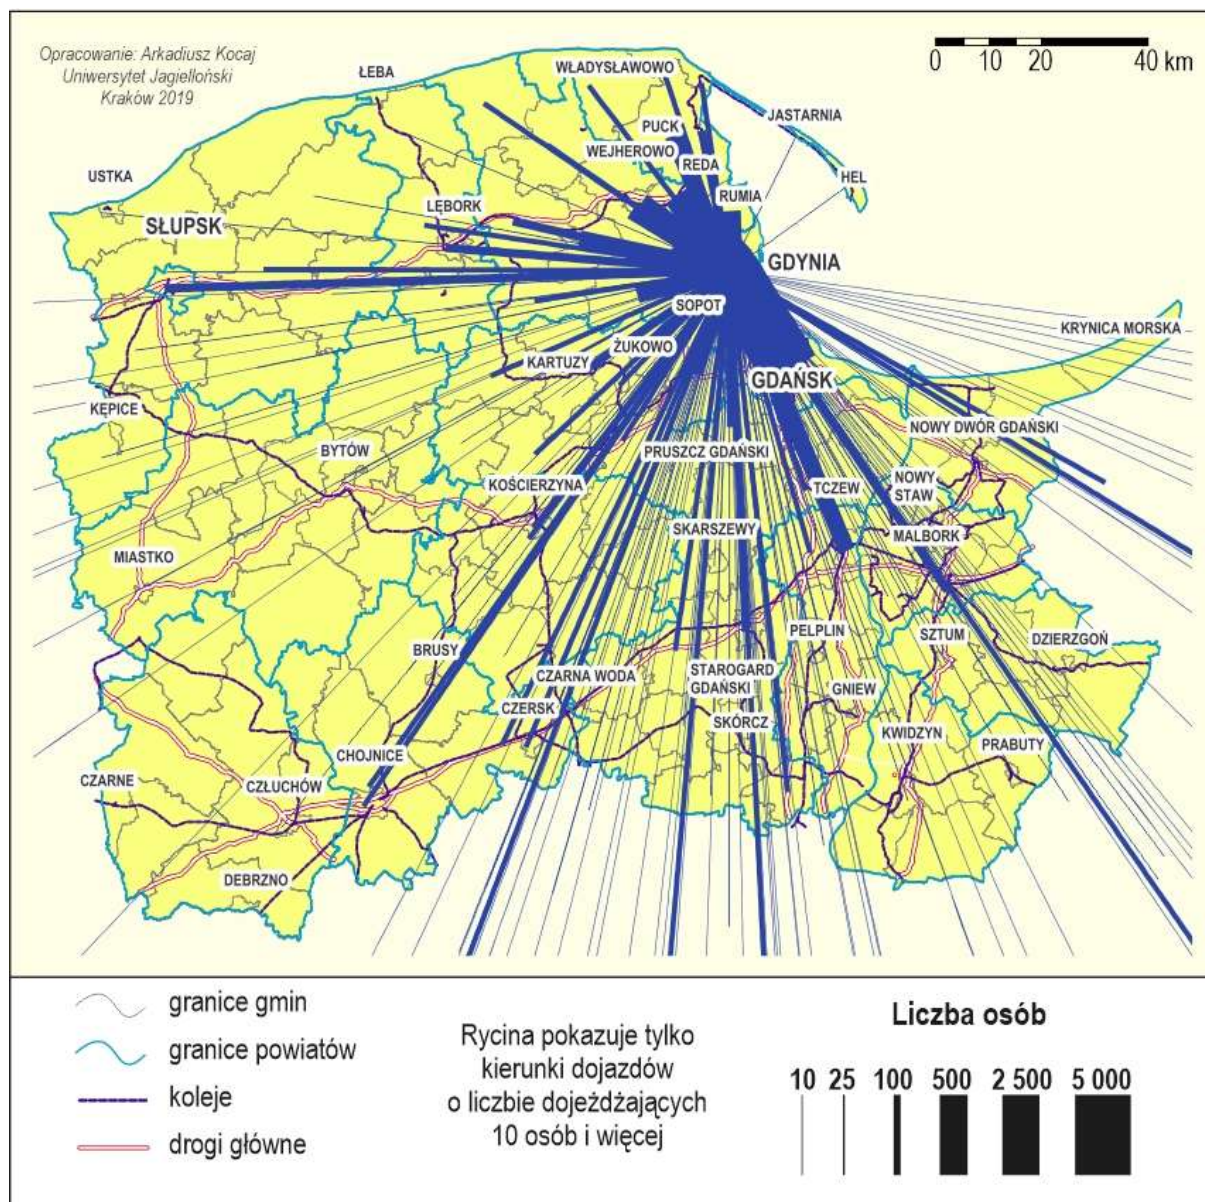 Opracowanie: Arkadiusz Kocaj
Uniwersytet Jagielloński
Kraków 2019
0 10 20 40 km
ŁEBA
WŁADYSŁAWOWO
JASTARNIA
PUCK
WEJHEROWO
REDA
HEL
USTKA
RUMIA
LĘBORK
SŁUPSK
GDYNIA
SOPOT
KRYNICA MORSKA
ŻUKOWO
KARTUZY
GDAŃSK
KĘPICE
NOWY DWÓR GDAŃSKI
BYTÓW
PRUSZCZ GDAŃSKI
KOŚCIERZYNA
TCZEW
NOWY
STAW
SKARSZEWY
MALBORK
MIASTKO
PELPLIN
SZTUM
DZIERZGOŃ
BRUSY
CZARNA WODA
STAROGARD
GDAŃSKI
GNIEW
CZERSK
SKÓRCZ
KWIDZYN
PRABUTY
CHOJNICE
CZARNE
CZŁUCHÓW
DEBRZNO
granice gmin
granice powiatów
koleje
drogi główne
Rycina pokazuje tylko
kierunki dojazdów
o liczbie dojeżdżających
10 osób i więcej
Liczba osób
10 25 100 500 2 500 5 000